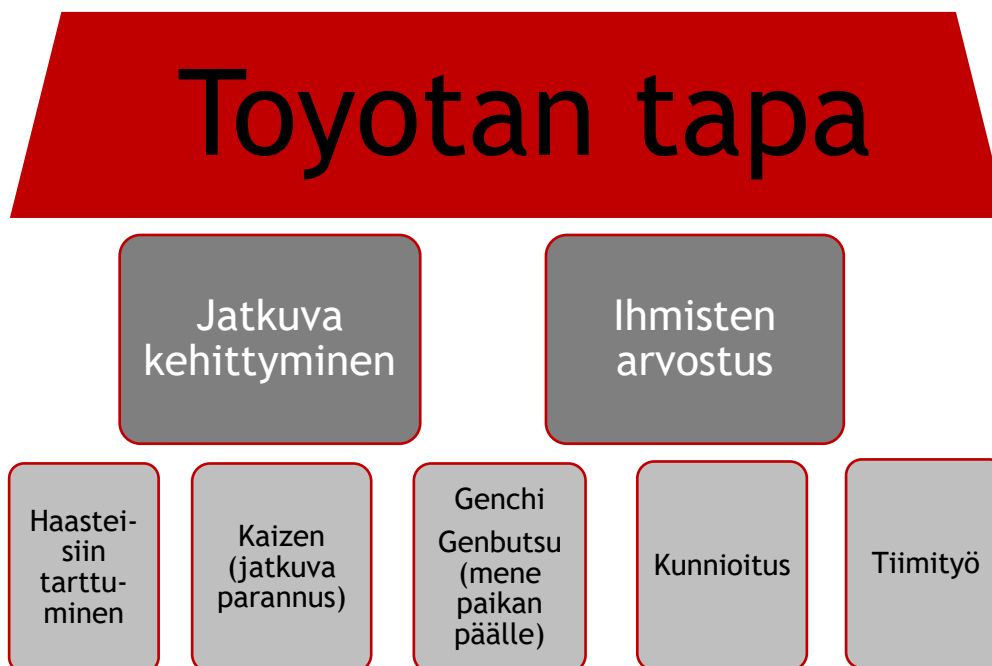 Toyotan tapa
Jatkuva
kehittyminen
Ihmisten
arvostus
Haastei-
siin
tarttu-
minen
Kaizen
(jatkuva
parannus)
Genchi
Genbutsu
(mene
paikan
päälle)
Kunnioitus
Tiimityö